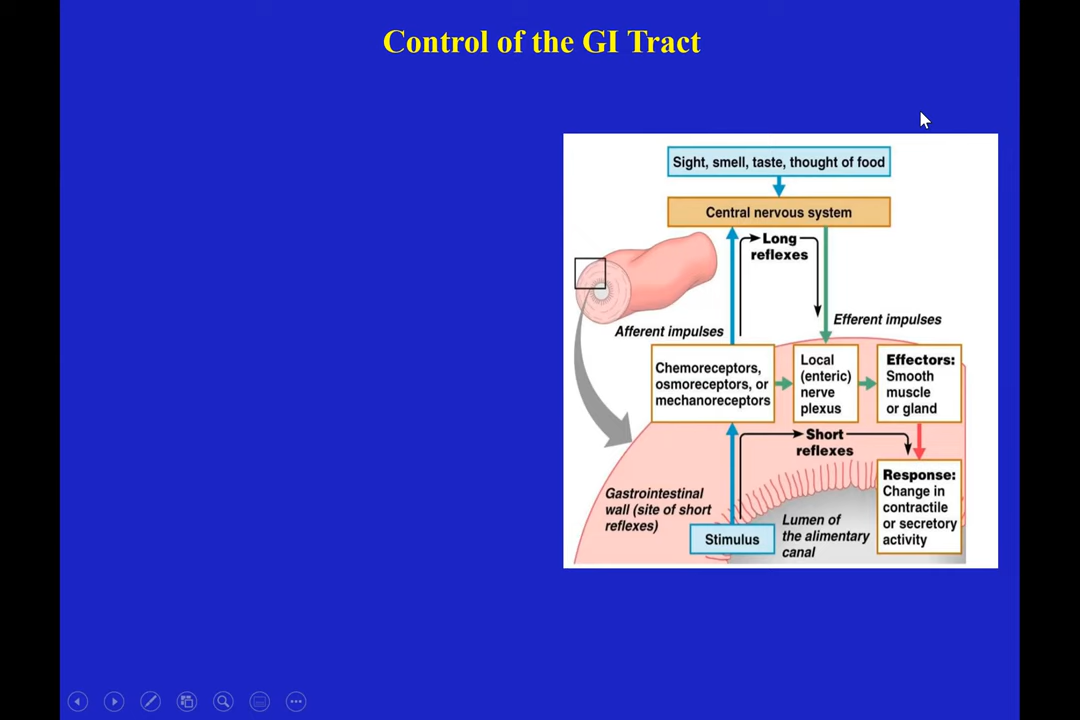 Control of the GI Tract
Sight, smell, taste, thought of food
Central nervous system
Long
reflexes
Afferent impulses
Efferent impulses
Chemoreceptors,
osmoreceptors, or
mechanoreceptors
Local
(enteric)
nerve
plexus
Effectors:
Smooth
muscle
or gland
Short
reflexes
Gastrointestinal
wall (site of short
reflexes)
Stimulus
Lumen of
the alimentary
canal
Response:
Change in
contractile
or secretory
activity